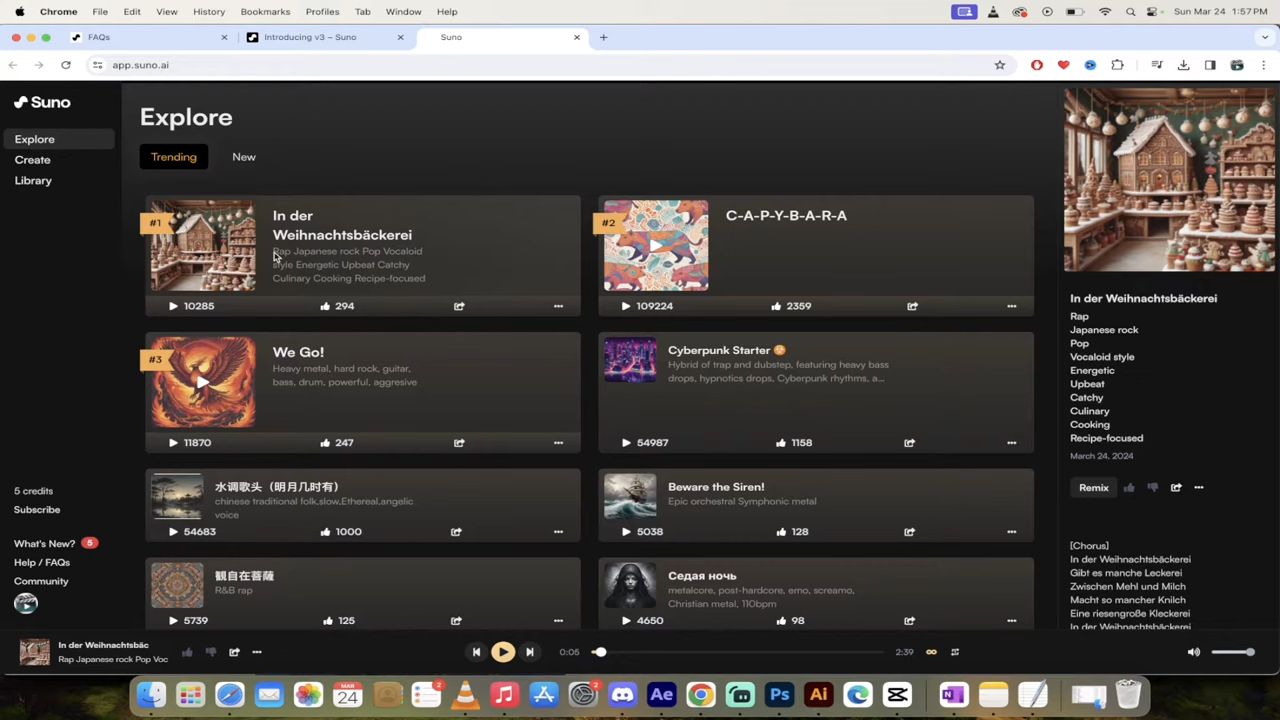 Chrome File Edit View History Bookmarks Profiles Tab Window Help Sun Mar 24 1:57 PM
FAQs Introducing v3 – Suno Suno
app.suno.ai
Suno
Explore
Create
Library
5 credits
Subscribe
What's New? 5
Help / FAQs
Community
Explore
Trending New
#1
In der
Weihnachtsbäckerei
Rap Japanese rock Pop Vocaloid
style Energetic Upbeat Catchy
Culinary Cooking Recipe-focused
10285 294
#2
C-A-P-Y-B-A-R-A
109224 2359
#3
We Go!
Heavy metal, hard rock, guitar,
bass, drum, powerful, aggresive
11870 247
Cyberpunk Starter
Hybrid of trap and dubstep, featuring heavy bass
drops, hypnotics drops, Cyberpunk rhythms, a...
54987 1158
水调歌头（明月几时有）
chinese traditional folk,slow,Ethereal,angelic
voice
54683 1000
Beware the Siren!
Epic orchestral Symphonic metal
5038 128
観自在菩薩
R&B rap
5739 125
Седая ночь
metalcore, post-hardcore, emo, screamo,
Christian metal, 110bpm
4650 98
In der Weihnachtsbäckerei
Rap
Japanese rock
Pop
Vocaloid style
Energetic
Upbeat
Catchy
Culinary
Cooking
Recipe-focused
March 24, 2024
Remix
[Chorus]
In der Weihnachtsbäckerei
Gibt es manche Leckerei
Zwischen Mehl und Milch
Macht so mancher Knilch
Eine riesengroße Kleckerei
In der Weihnachtsbäckerei
In der Weihnachtsbäc
Rap Japanese rock Pop Voc
0:05 2:39
MAR
24
2
2
Ae
Ps
Ai
N